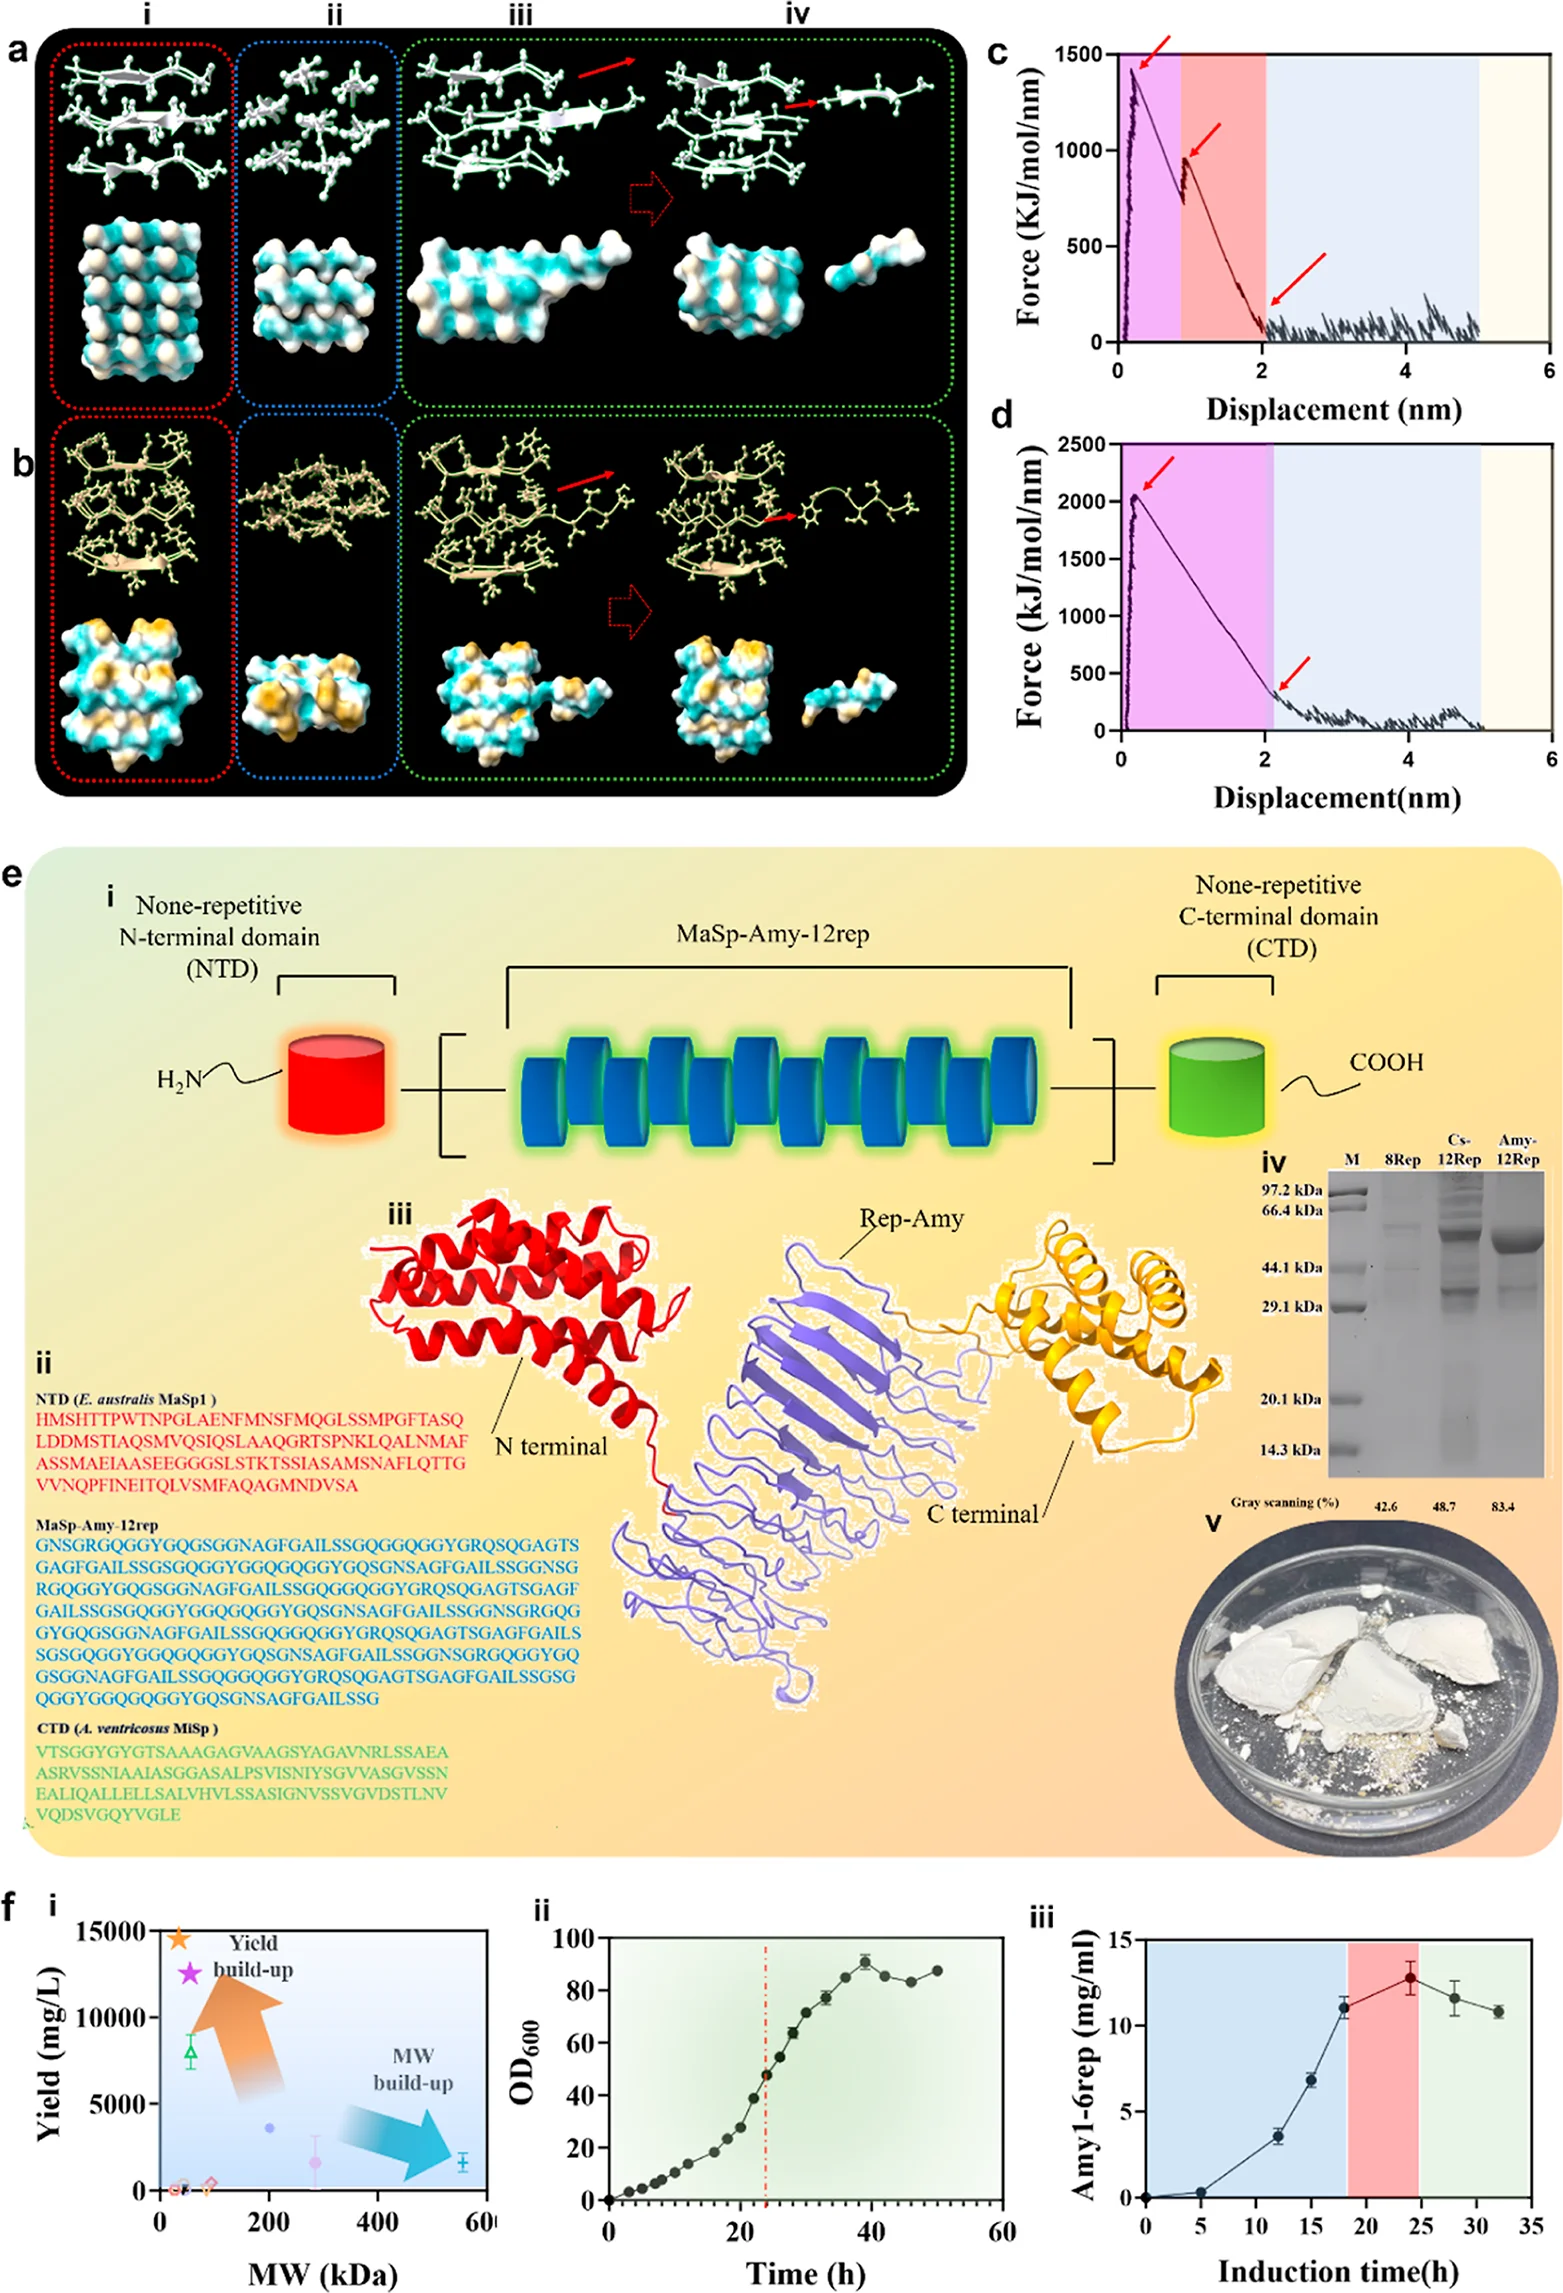 i
ii
iii
iv
a
b
c
1500
1000
500
0
0
2
4
6
Force (KJ/mol/nm)
Displacement (nm)
d
2500
2000
1500
1000
500
0
0
2
4
6
Force (kJ/mol/nm)
Displacement(nm)
e
i
None-repetitive
N-terminal domain
(NTD)
MaSp-Amy-12rep
None-repetitive
C-terminal domain
(CTD)
H2N
COOH
iv
M
8Rep
Cs-
12Rep
Amy-
12Rep
97.2 kDa
66.4 kDa
44.1 kDa
29.1 kDa
20.1 kDa
14.3 kDa
Gray scanning (%)
42.6
48.7
83.4
iii
Rep-Amy
N terminal
C terminal
ii
NTD (E. australis MaSp1 )
HMSHTTPWTNPGLAENFMNSFMQGLSSMPGFTASQ
LDDMSTIAQSMVQSIQSLAAQGRTSPNKLQALNMAF
ASSMAEIAASEEGGGSLSTKTSSIASAMSNAFLQTTG
VVNQPFINEITQLVSMFAQAGMNDVSA
MaSp-Amy-12rep
GNSGRGQGGYGQGSGGNAGFGAILSSGQGGQGGYGRQSQGAGTS
GAGFGAILSSGSGQGGYGGQGQGGYGQSGNSAGFGAILSSGGNSG
RGQGGYGQGSGGNAGFGAILSSGQGGQGGYGRQSQGAGTSGAGF
GAILSSGSGQGGYGGQGQGGYGQSGNSAGFGAILSSGGNSGRGQG
GYGQGSGGNAGFGAILSSGQGGQGGYGRQSQGAGTSGAGFGAILS
SGSGQGGYGGQGQGGYGQSGNSAGFGAILSSGGNSGRGQGGYGQ
GSGGNAGFGAILSSGQGGQGGYGRQSQGAGTSGAGFGAILSSGSG
QGGYGGQGQGGYGQSGNSAGFGAILSSG
CTD (A. ventricosus MiSp )
VTSGGYGYGTSAAAGAGVAAGSYAGAVNRLSSAEA
ASRVSSNIAAIASGGASALPSVISNIYSGVVASGVSSN
EALIQALLELLSALVHVLSSASIGNVSSVGVDSTLNV
VQDSVGQYVGLE
v
f
i
15000
10000
5000
0
0
200
400
Yield (mg/L)
MW (kDa)
Yield
build-up
MW
build-up
ii
100
80
60
40
20
0
0
20
40
60
OD600
Time (h)
iii
15
10
5
0
0
5
10
15
20
25
30
35
Amy1-6rep (mg/ml)
Induction time(h)